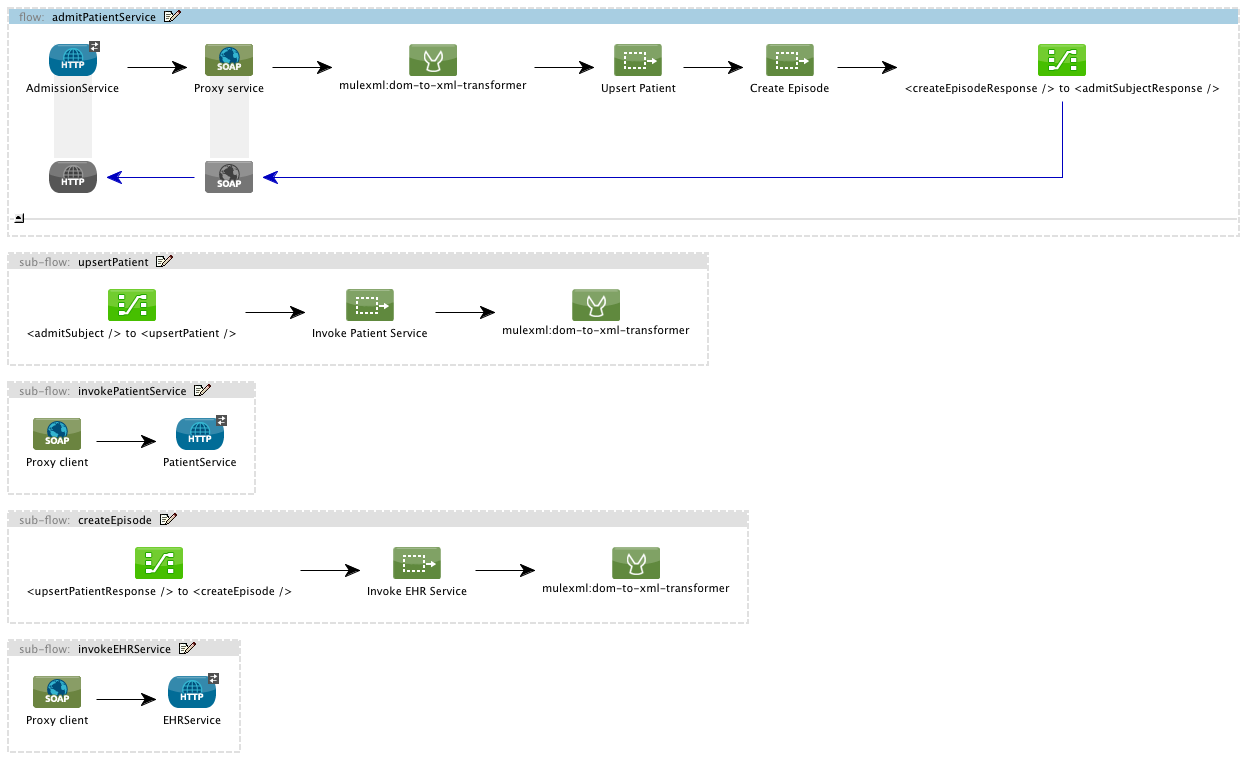 flow: admitPatientService
HTTP
SOAP
AdmissionService
Proxy service
mulexml:dom-to-xml-transformer
Upsert Patient
Create Episode
<createEpisodeResponse /> to <admitSubjectResponse />
HTTP
SOAP
sub-flow: upsertPatient
<admitSubject /> to <upsertPatient />
Invoke Patient Service
mulexml:dom-to-xml-transformer
sub-flow: invokePatientService
SOAP
HTTP
Proxy client
PatientService
sub-flow: createEpisode
<upsertPatientResponse /> to <createEpisode />
Invoke EHR Service
mulexml:dom-to-xml-transformer
sub-flow: invokeEHRService
SOAP
HTTP
Proxy client
EHRService